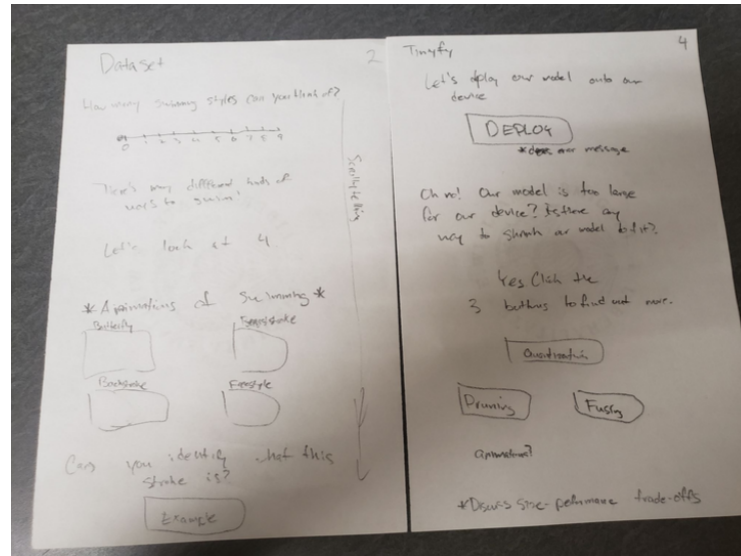 Dataset
2
How many swimming styles can you think of?
0 1 2 3 4 5 6 7 8 9
There's many different kinds of
ways to swim!
Let's look at 4
*Animations of Swimming*
Butterfly
Breaststroke
Backstroke
Freestyle
Can you identify what this
stroke is?
Example
Scrollytelling
Tinyfy
4
Let's deploy our model onto our
device
DEPLOY
* error message
Oh no! Our model is too large
for our device? Is there any
way to shrink our model to fit?
Yes Click the
3 buttons to find out more.
Quantization
Pruning
Fusing
animations?
*Discuss size-performance trade-offs